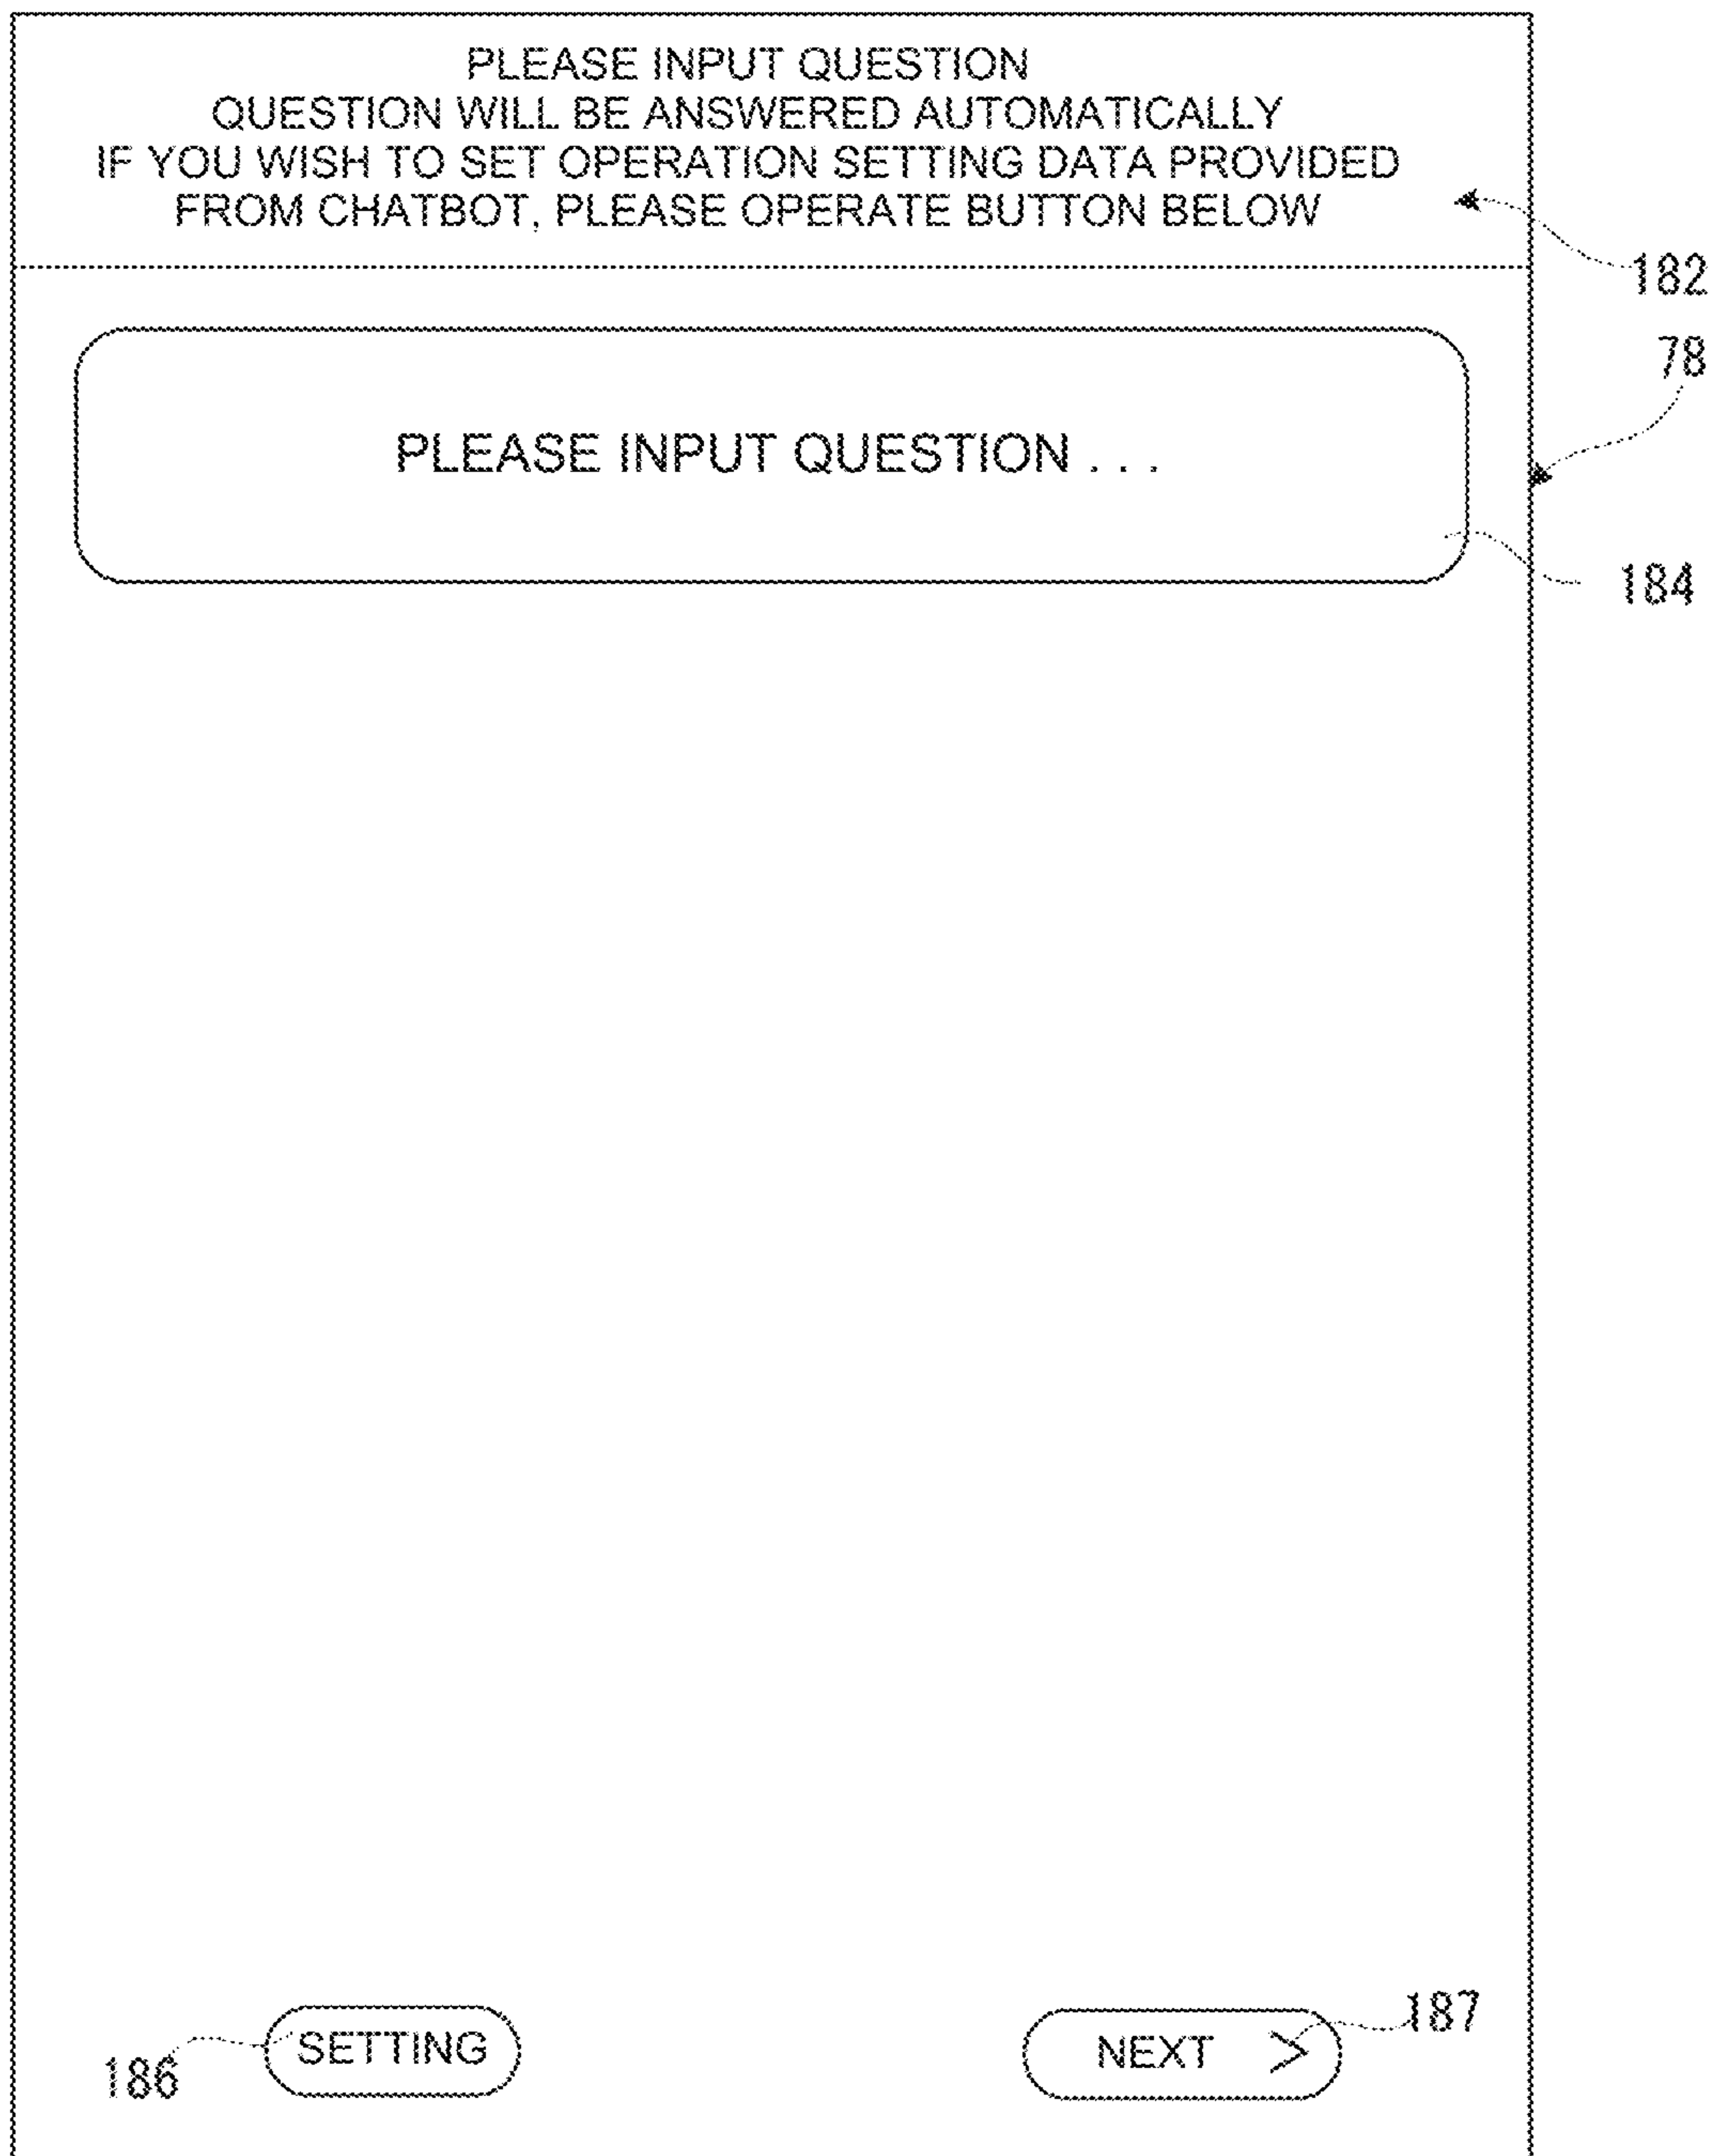 PLEASE INPUT QUESTION
QUESTION WILL BE ANSWERED AUTOMATICALLY
IF YOU WISH TO SET OPERATION SETTING DATA PROVIDED
FROM CHATBOT, PLEASE OPERATE BUTTON BELOW
182
78
PLEASE INPUT QUESTION . . .
184
187
SETTING
NEXT >
186